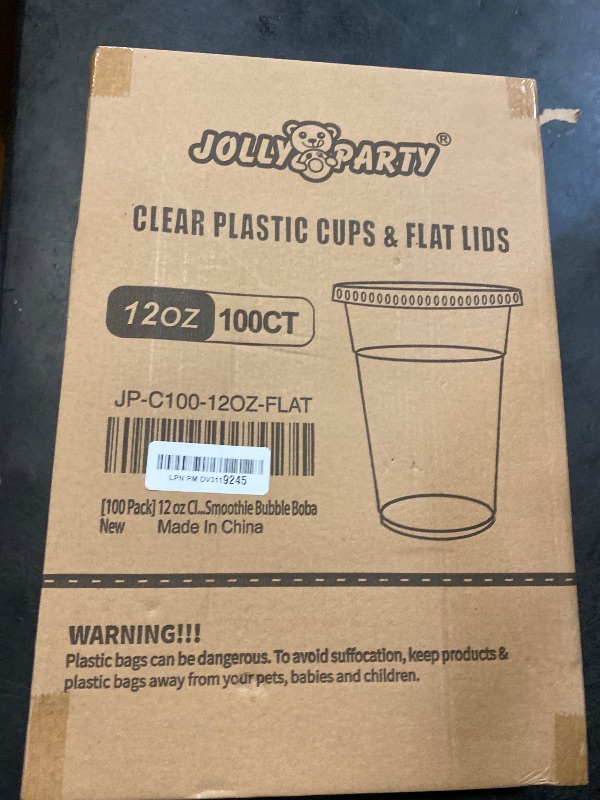 JOLLY PARTY®
CLEAR PLASTIC CUPS & FLAT LIDS
12OZ 100CT
JP-C100-12OZ-FLAT
LPN PM DV3119245
[100 Pack] 12 oz Cl...Smoothie Bubble Boba
New Made In China
WARNING!!!
Plastic bags can be dangerous. To avoid suffocation, keep products &
plastic bags away from your pets, babies and children.